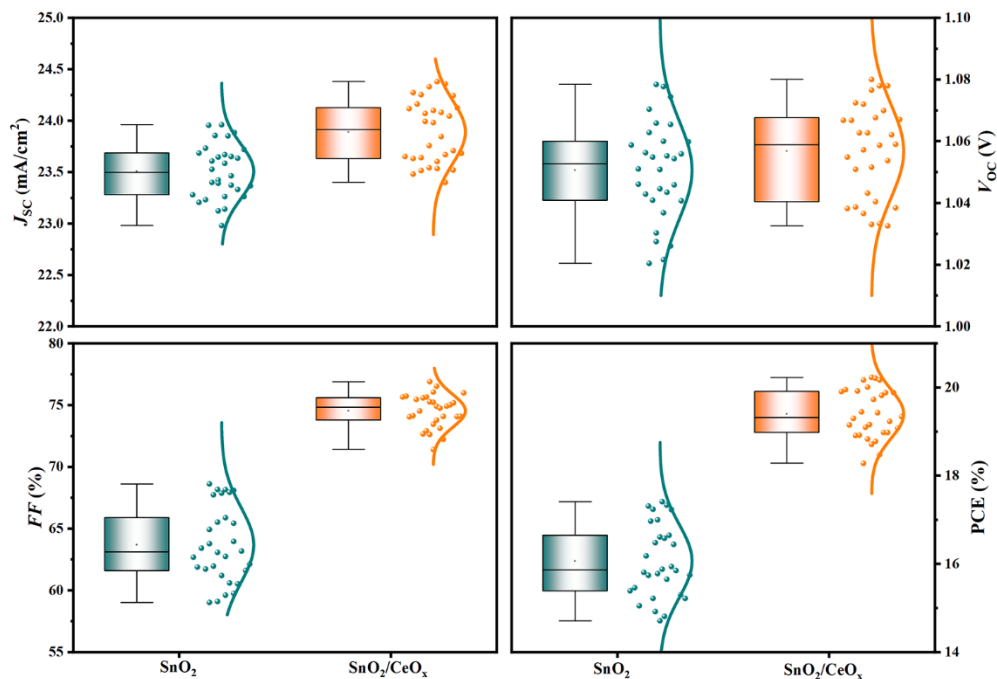 25.0
24.5
24.0
23.5
23.0
22.5
22.0
J_SC (mA/cm²)
1.10
1.08
1.06
1.04
1.02
1.00
V_OC (V)
80
75
70
65
60
55
FF (%)
SnO₂
SnO₂/CeOₓ
20
18
16
14
PCE (%)
SnO₂
SnO₂/CeOₓ